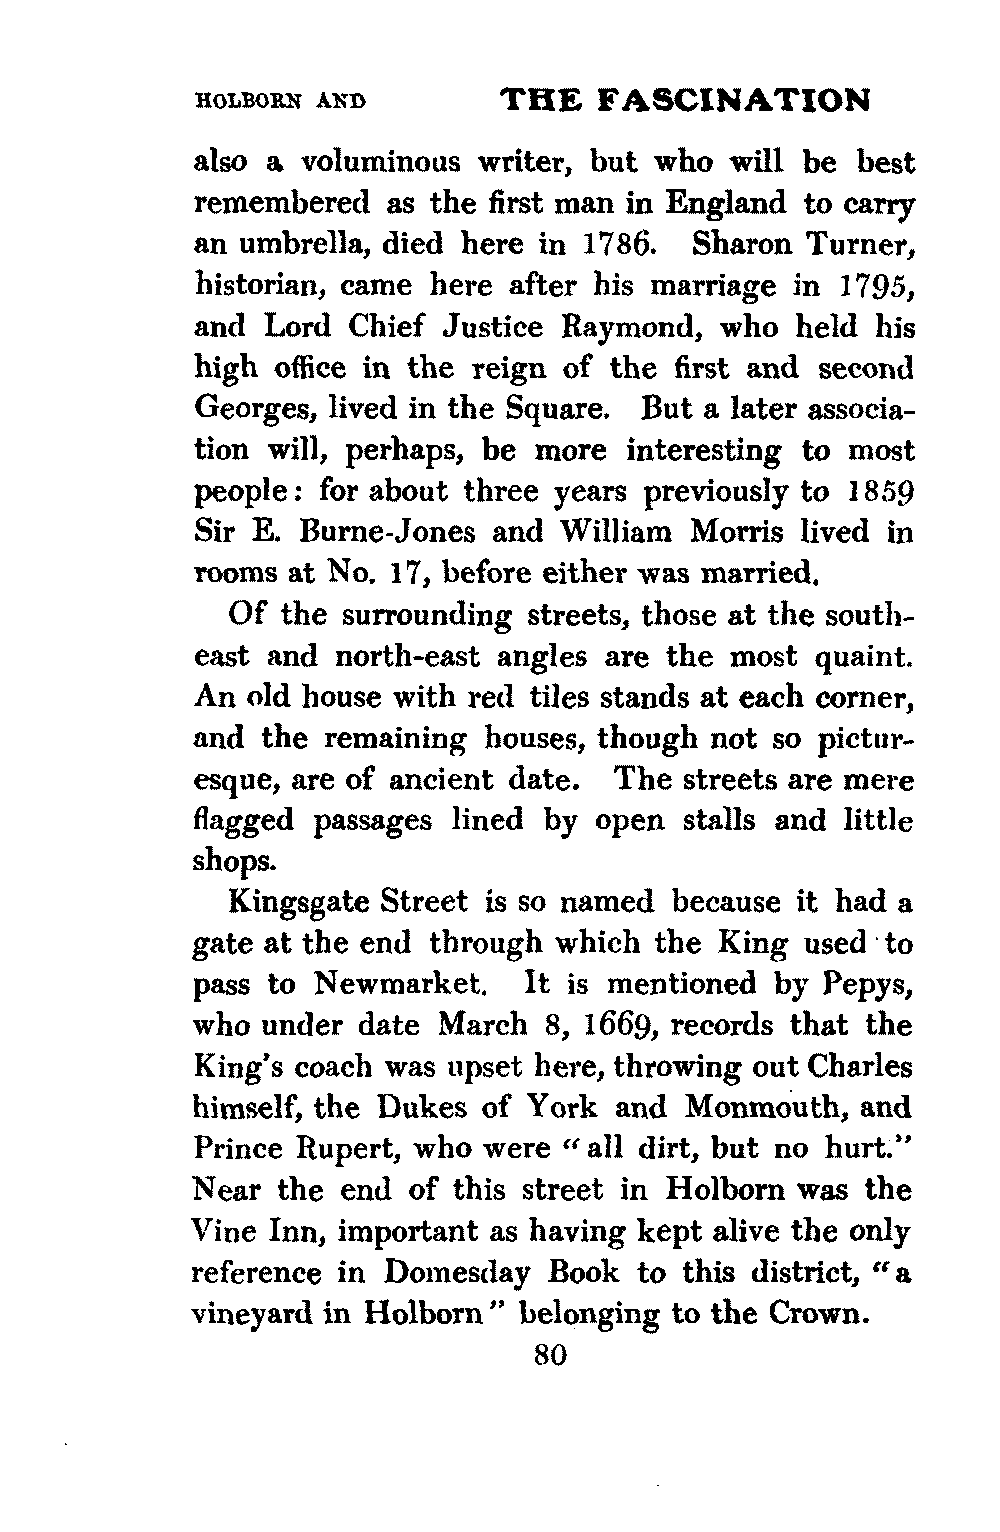 HOLBORN AND THE FASCINATION
also a voluminous writer, but who will be best
remembered as the first man in England to carry
an umbrella, died here in 1786. Sharon Turner,
historian, came here after his marriage in 1795,
and Lord Chief Justice Raymond, who held his
high office in the reign of the first and second
Georges, lived in the Square. But a later associa-
tion will, perhaps, be more interesting to most
people: for about three years previously to 1859
Sir E. Burne-Jones and William Morris lived in
rooms at No. 17, before either was married.
Of the surrounding streets, those at the south-
east and north-east angles are the most quaint.
An old house with red tiles stands at each corner,
and the remaining houses, though not so pictur-
esque, are of ancient date. The streets are mere
flagged passages lined by open stalls and little
shops.
Kingsgate Street is so named because it had a
gate at the end through which the King used to
pass to Newmarket. It is mentioned by Pepys,
who under date March 8, 1669, records that the
King's coach was upset here, throwing out Charles
himself, the Dukes of York and Monmouth, and
Prince Rupert, who were "all dirt, but no hurt."
Near the end of this street in Holborn was the
Vine Inn, important as having kept alive the only
reference in Domesday Book to this district, "a
vineyard in Holborn" belonging to the Crown.
80